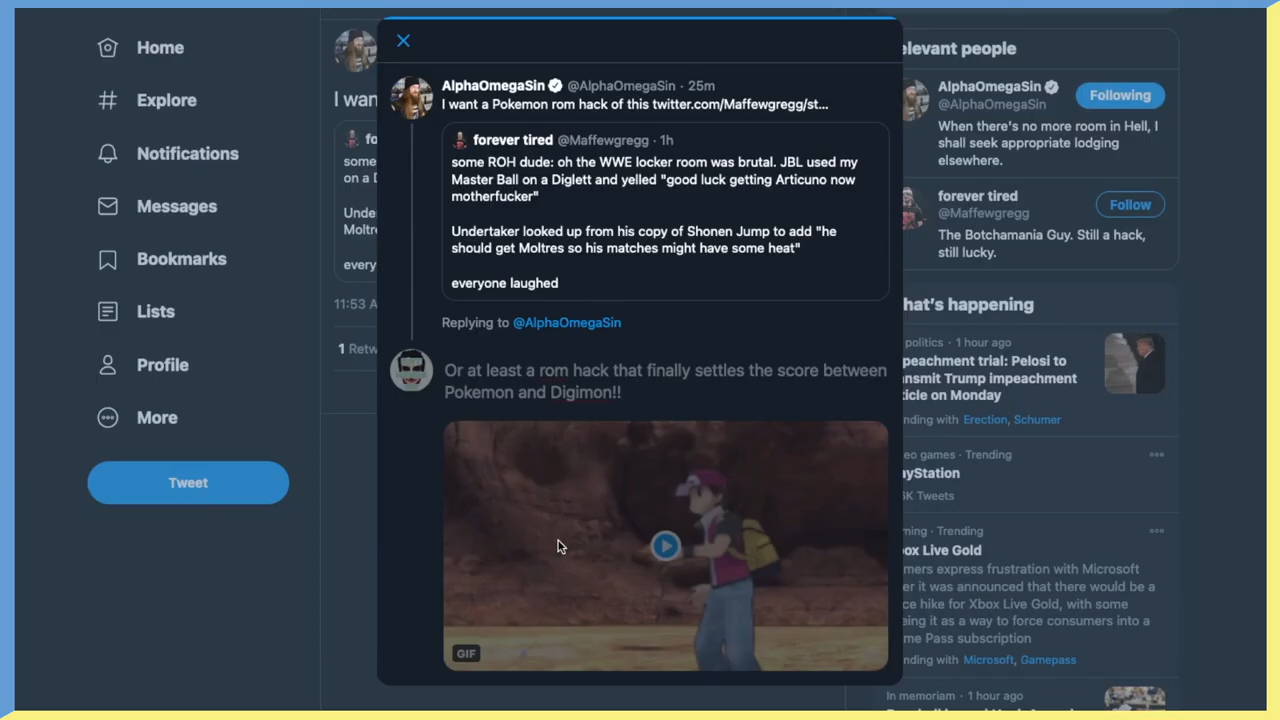 Home
Explore
Notifications
Messages
Bookmarks
Lists
Profile
More
Tweet
I wan
fo
some
on a D
Unde
Moltre
every
11:53 A
1 Retw
AlphaOmegaSin @AlphaOmegaSin · 25m
I want a Pokemon rom hack of this twitter.com/Maffewgregg/st...
forever tired @Maffewgregg · 1h
some ROH dude: oh the WWE locker room was brutal. JBL used my
Master Ball on a Diglett and yelled "good luck getting Articuno now
motherfucker"
Undertaker looked up from his copy of Shonen Jump to add "he
should get Moltres so his matches might have some heat"
everyone laughed
Replying to @AlphaOmegaSin
Or at least a rom hack that finally settles the score between
Pokemon and Digimon!!
GIF
elevant people
AlphaOmegaSin
@AlphaOmegaSin
Following
When there's no more room in Hell, I
shall seek appropriate lodging
elsewhere.
forever tired
@Maffewgregg
Follow
The Botchamania Guy. Still a hack,
still lucky.
hat's happening
politics · 1 hour ago
peachment trial: Pelosi to
ansmit Trump impeachment
ticle on Monday
nding with Erection, Schumer
eo games · Trending
ayStation
K Tweets
ming · Trending
ox Live Gold
mers express frustration with Microsoft
er it was announced that there would be a
ce hike for Xbox Live Gold, with some
eing it as a way to force consumers into a
me Pass subscription
nding with Microsoft, Gamepass
In memoriam · 1 hour ago